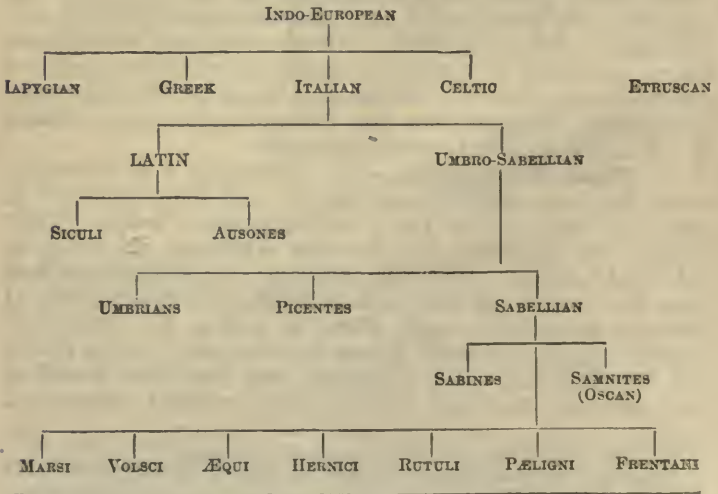 INDO-EUROPEAN
IAPYGIAN GREEK ITALIAN CELTIC ETRUSCAN
LATIN UMBRO-SABELLIAN
SICULI AUSONES
UMBRIANS PICENTES SABELLIAN
SABINES SAMNITES
(OSCAN)
MARSI VOLSCI ÆQUI HERNICI RUTULI PÆLIGNI FRENTANI